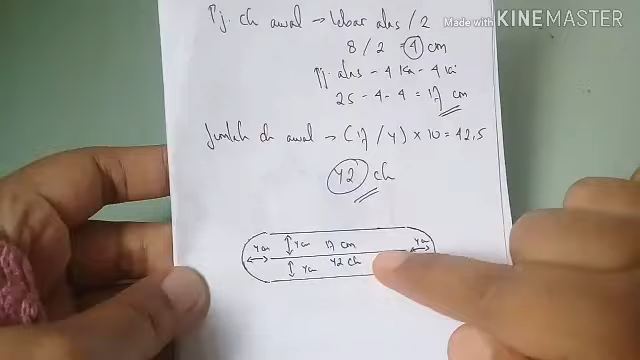 Made with KINEMASTER
Pj. ch awal → lebar alas / 2
8 / 2 = 4 cm
pj. alas - 4 ka - 4 ki
25 - 4 - 4 = 17 cm
Jumlah ch awal → (17 / 4) × 10 = 42,5
42 ch
4 cm 4 cm 17 cm 4 cm
4 cm 42 ch